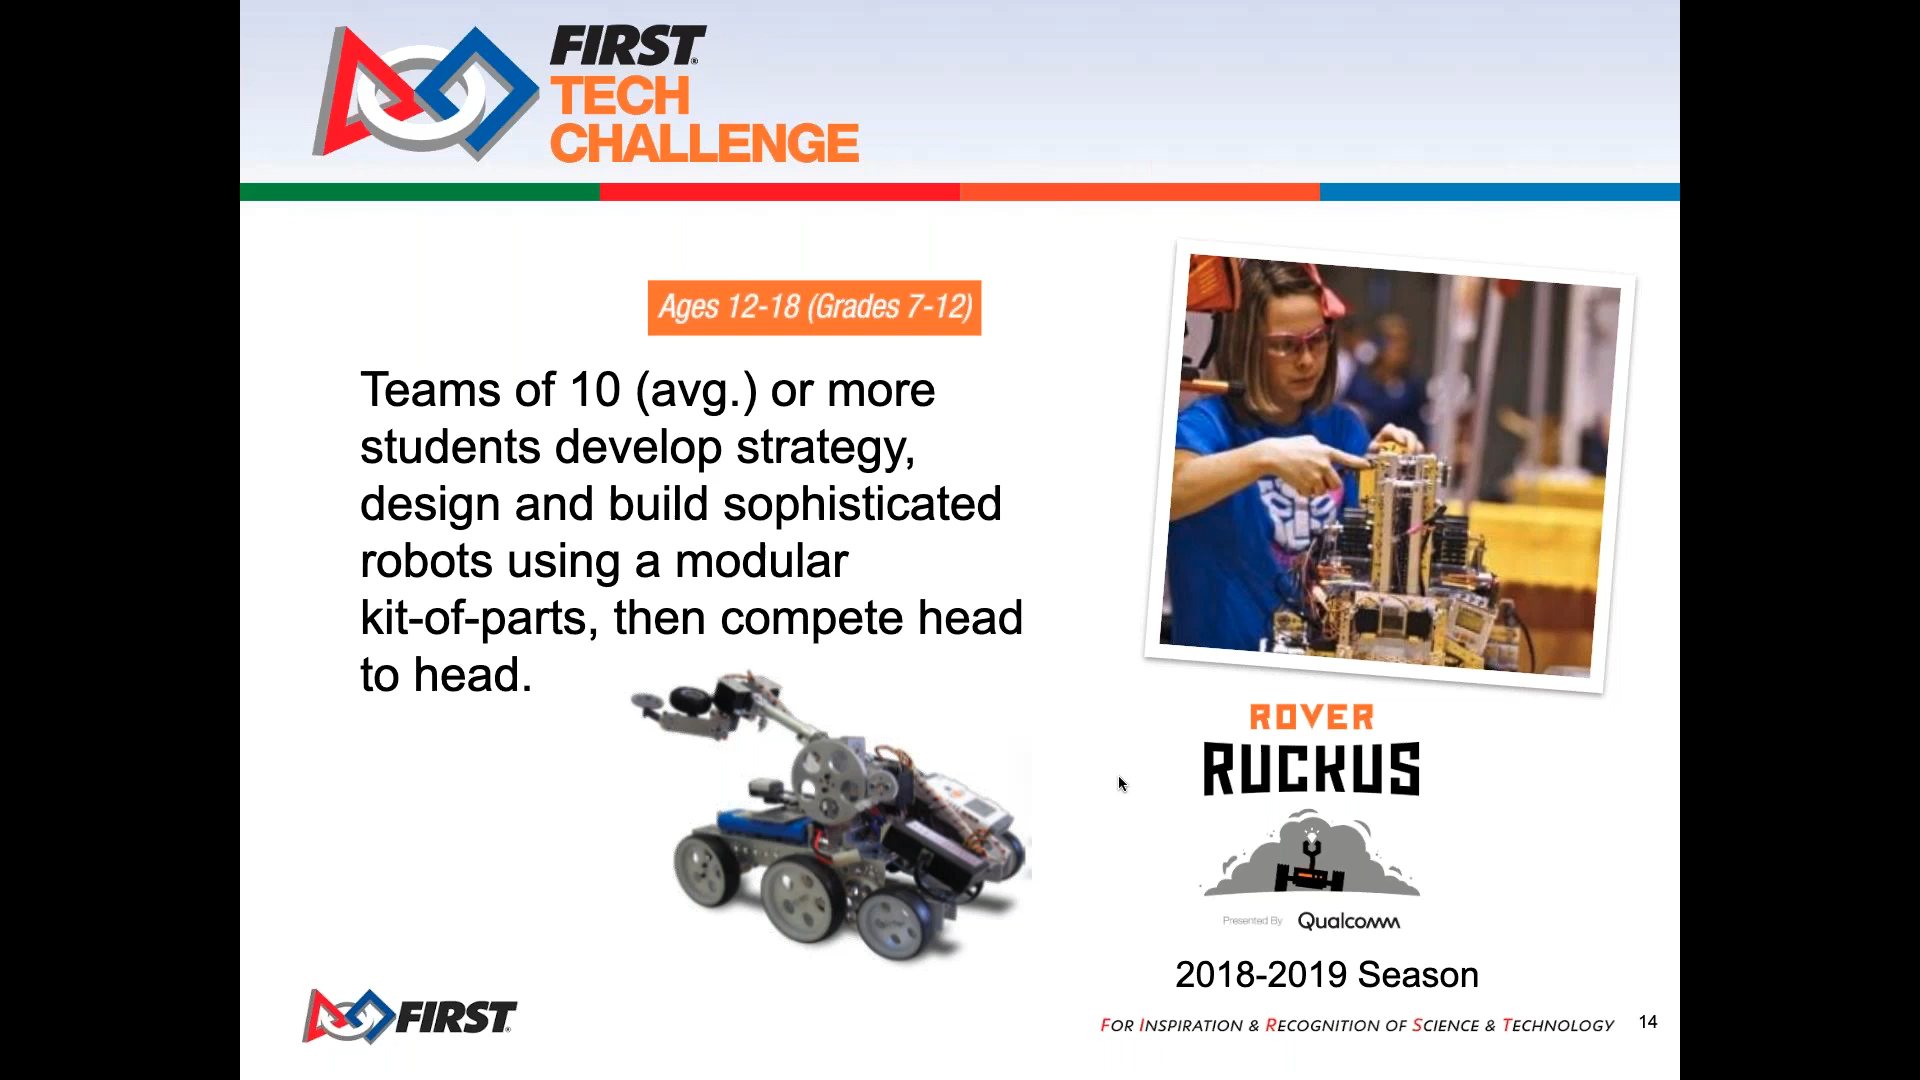 FIRST®
TECH
CHALLENGE
Ages 12-18 (Grades 7-12)
Teams of 10 (avg.) or more
students develop strategy,
design and build sophisticated
robots using a modular
kit-of-parts, then compete head
to head.
ROVER
RUCKUS
Presented By Qualcomm
2018-2019 Season
FIRST®
FOR INSPIRATION & RECOGNITION OF SCIENCE & TECHNOLOGY 14